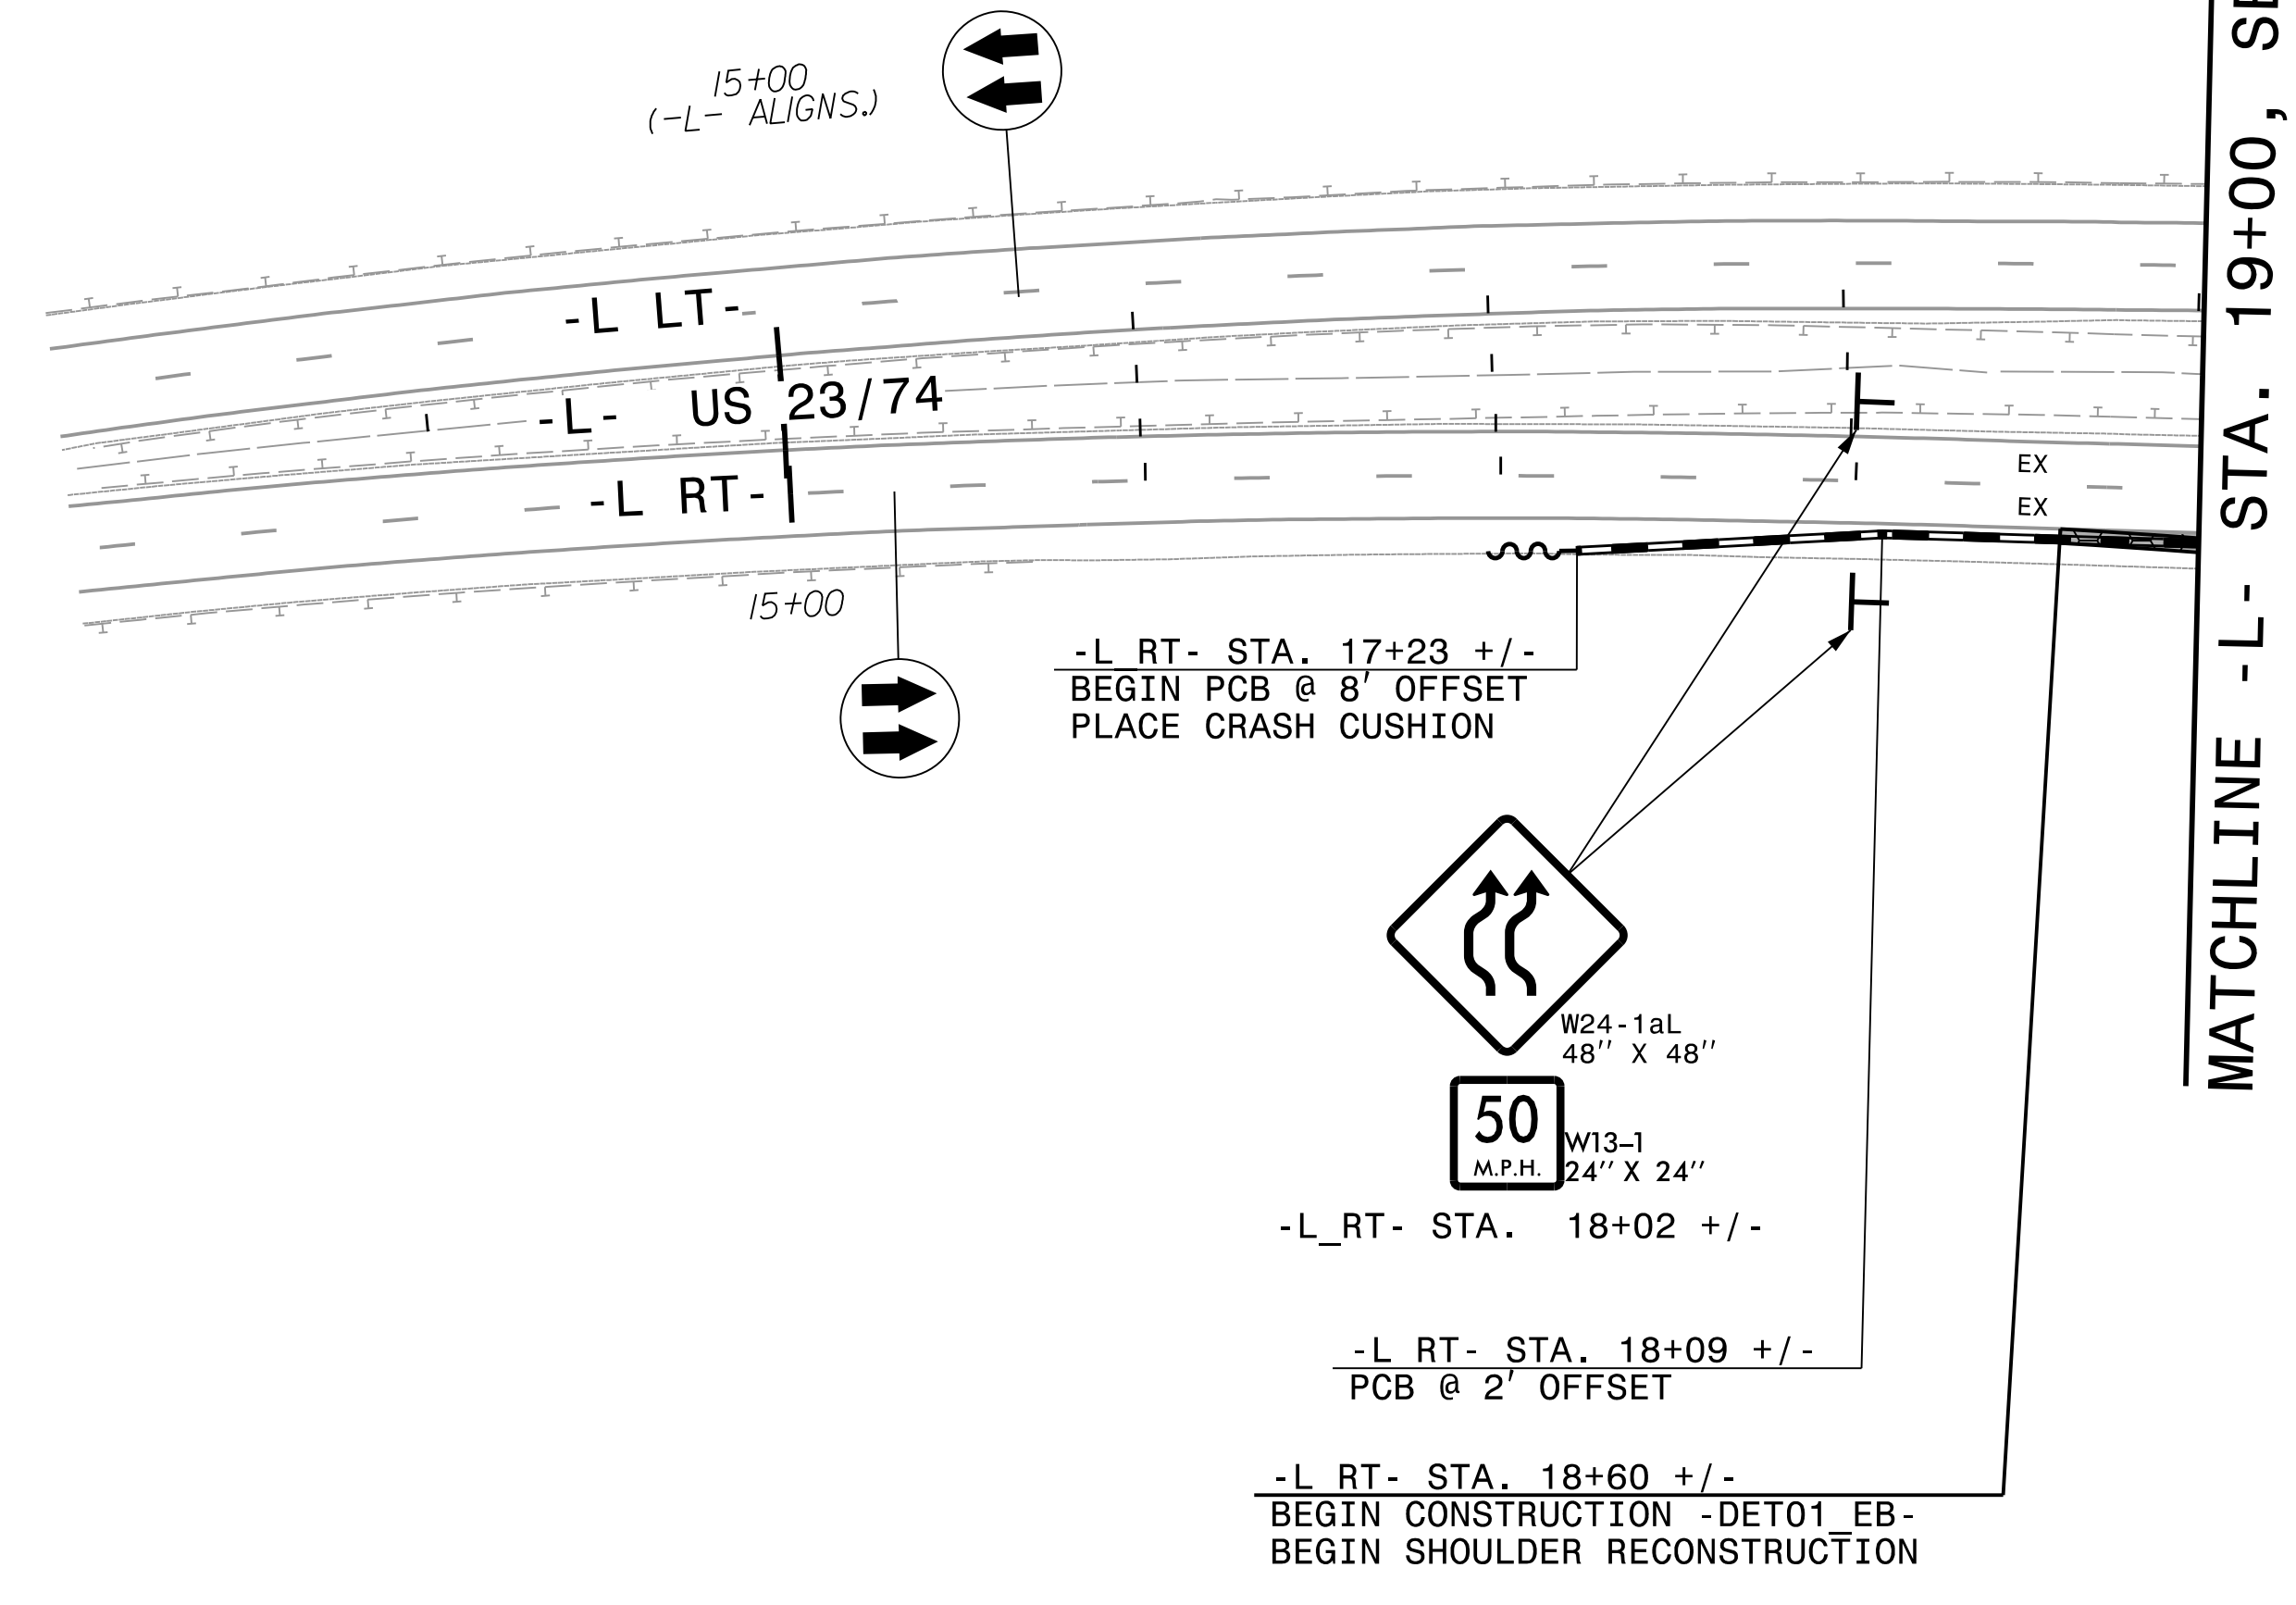 15+00
(-L- ALIGNS.)
-L LT-
-L- US 23/74
-L RT-
15+00
EX
EX
-L_RT- STA. 17+23 +/-
BEGIN PCB @ 8' OFFSET
PLACE CRASH CUSHION
W24-1aL
48'' X 48''
50
M.P.H.
W13-1
24'' X 24''
-L_RT- STA. 18+02 +/-
-L RT- STA. 18+09 +/-
PCB @ 2' OFFSET
-L RT- STA. 18+60 +/-
BEGIN CONSTRUCTION -DET01_EB-
BEGIN SHOULDER RECONSTRUCTION
MATCHLINE -L- STA. 19+00,